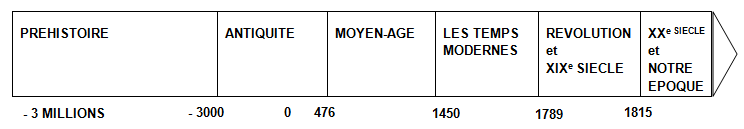 PREHISTOIRE
ANTIQUITE
MOYEN-AGE
LES TEMPS
MODERNES
REVOLUTION
et
XIXe SIECLE
XXe SIECLE
et
NOTRE
EPOQUE
- 3 MILLIONS
- 3000
0
476
1450
1789
1815